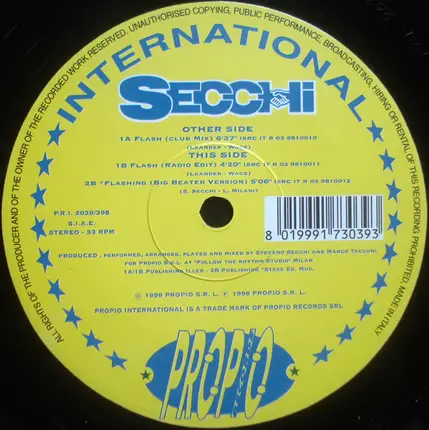 ALL RIGHTS OF THE PRODUCER AND OF THE OWNER OF THE RECORDED WORK RESERVED. UNAUTHORISED COPYING, PUBLIC PERFORMANCE, BROADCASTING, HIRING OR RENTAL OF THIS RECORDING PROHIBITED. MADE IN ITALY
INTERNATIONAL
SECCHi
OTHER SIDE
1A FLASH (CLUB MIX) 6'37" ISRC IT R 03 9810010
(LEANDER - WAGE)
THIS SIDE
1B FLASH (RADIO EDIT) 4'20" ISRC IT R 03 9810011
(LEANDER - WAGE)
2B "FLASHING (BIG BEATER VERSION) 5'06" ISRC IT R 03 9810012
(S. SECCHI - L. MILANI)
P.R.I. 2039/398
S.I.A.E.
STEREO - 33 RPM
8 019991 730393
PRODUCED, PERFORMED, ARRANGED, PLAYED AND MIXED BY STEFANO SECCHI AND MARCO TACCONI
FOR PROPIO S.R.L. AT "FOLLOW THE RHYTHM STUDIO" MILAN
1A/1B PUBLISHING ILLER - 2B PUBLISHING "STESE ED. MUS.
© 1998 PROPIO S.R.L. ℗ 1998 PROPIO S.R.L.
PROPIO INTERNATIONAL IS A TRADE MARK OF PROPIO RECORDS SRL
PROPIO
RECORDS